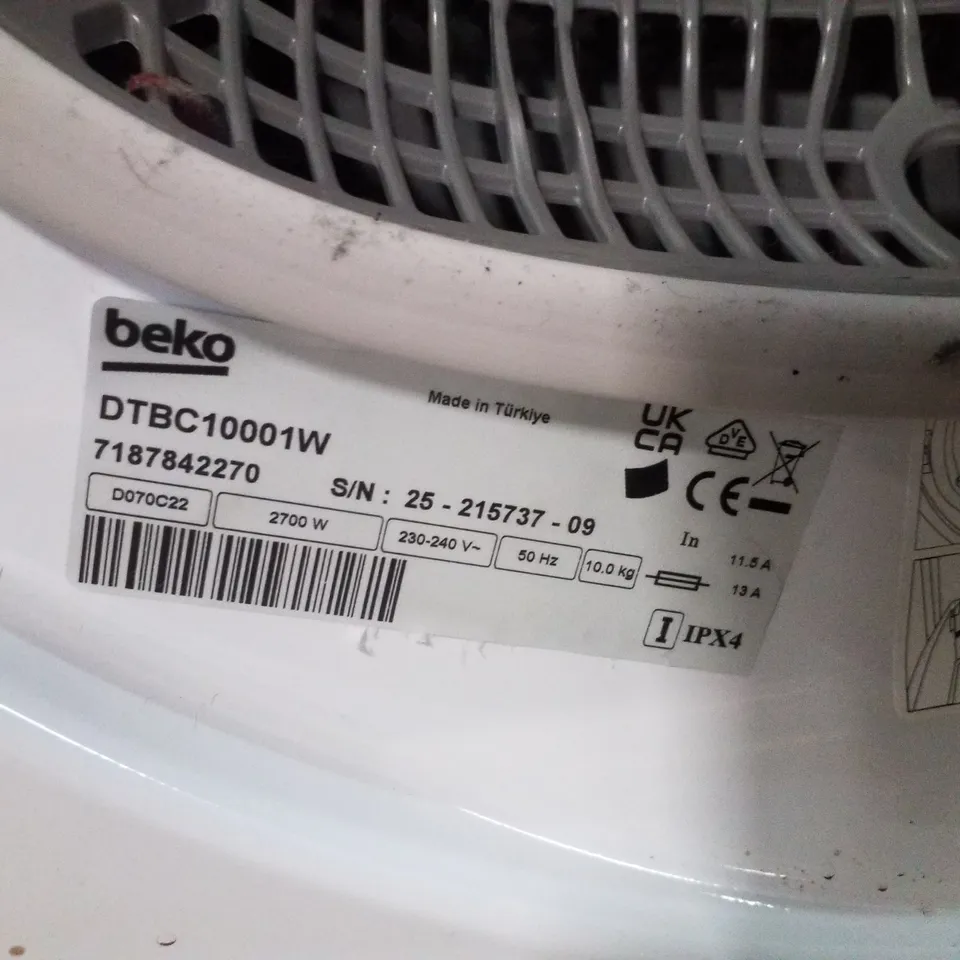 beko
Made in Türkiye
DTBC10001W
7187842270
S/N : 25 - 215737 - 09
D070C22
2700 W
230-240 V~
50 Hz
10.0 kg
UK
CA
DVE
CE
In 11.5 A
13 A
I IPX4